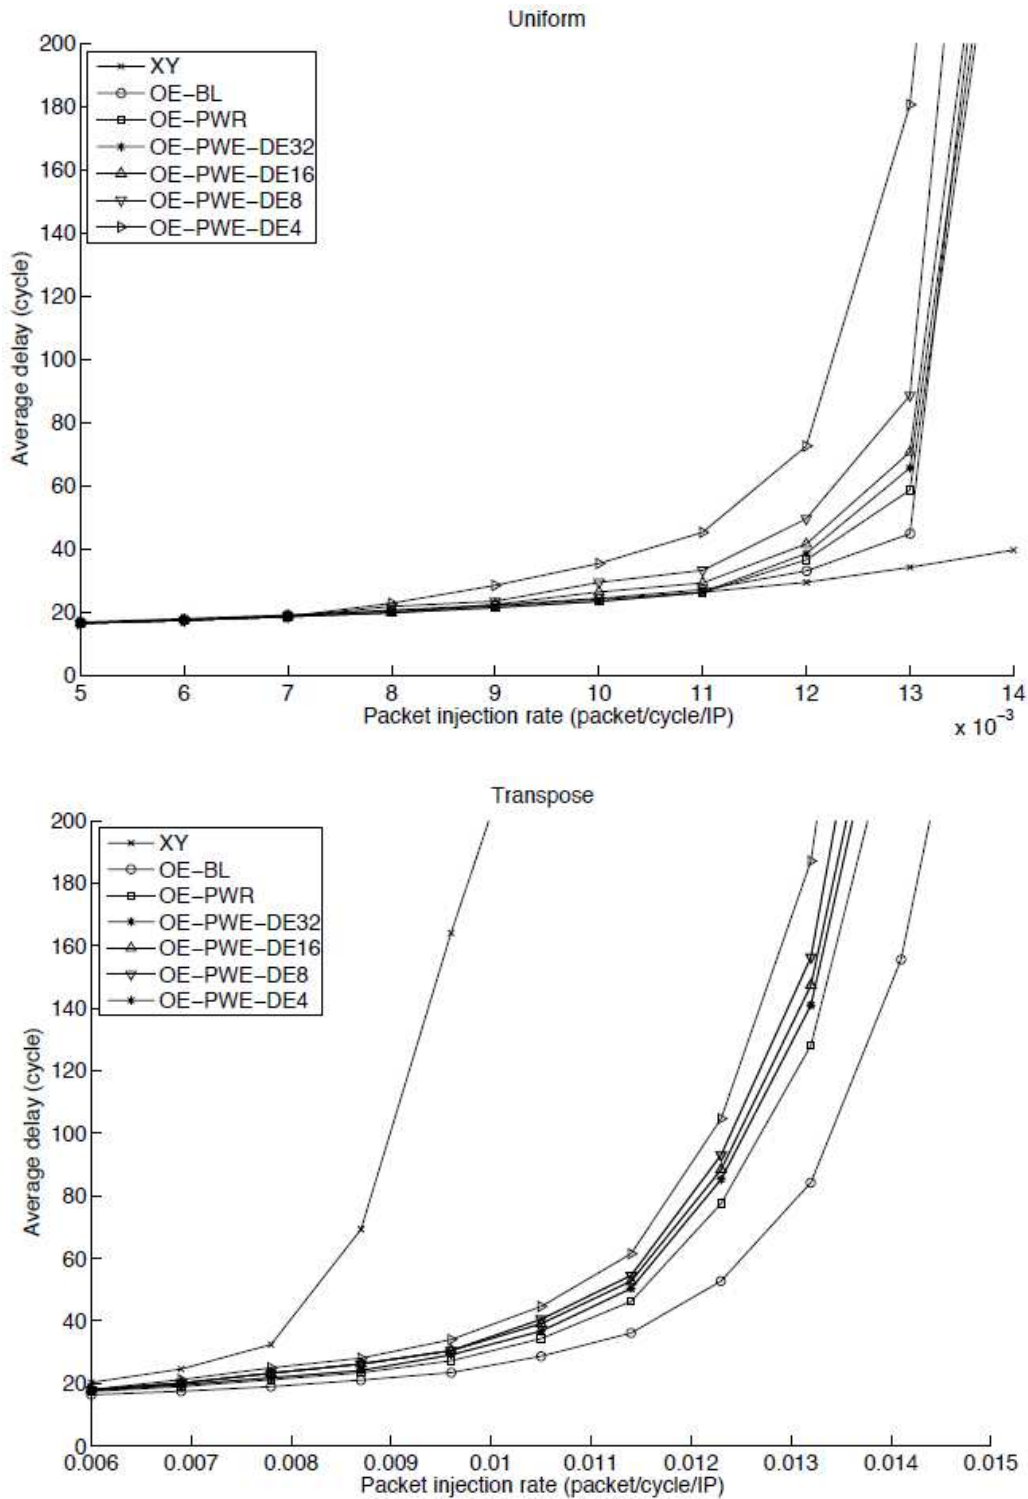 Uniform
200
180
160
140
120
100
80
60
40
20
0
Average delay (cycle)
XY
OE-BL
OE-PWR
OE-PWE-DE32
OE-PWE-DE16
OE-PWE-DE8
OE-PWE-DE4
5 6 7 8 9 10 11 12 13 14
Packet injection rate (packet/cycle/IP)
x 10⁻³
Transpose
200
180
160
140
120
100
80
60
40
20
0
Average delay (cycle)
XY
OE-BL
OE-PWR
OE-PWE-DE32
OE-PWE-DE16
OE-PWE-DE8
OE-PWE-DE4
0.006 0.007 0.008 0.009 0.01 0.011 0.012 0.013 0.014 0.015
Packet injection rate (packet/cycle/IP)